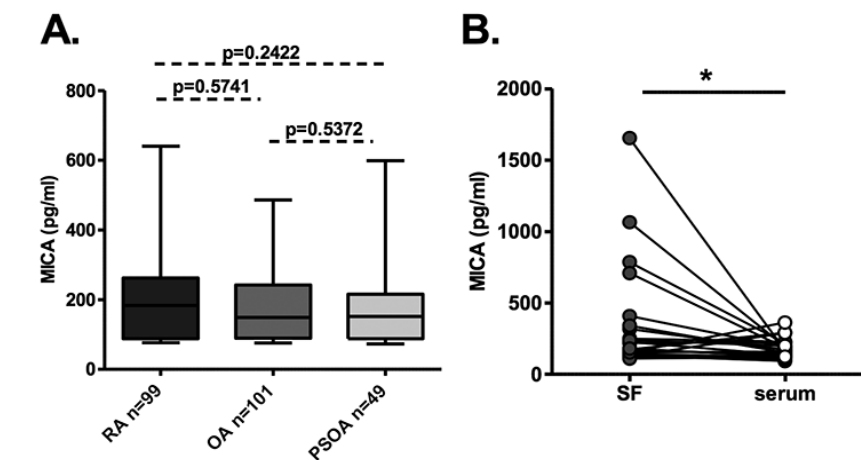 A.
p=0.2422
p=0.5741
p=0.5372
800
600
400
200
0
MICA (pg/ml)
RA n=99
OA n=101
PSOA n=49
B.
*
2000
1500
1000
500
0
MICA (pg/ml)
SF
serum